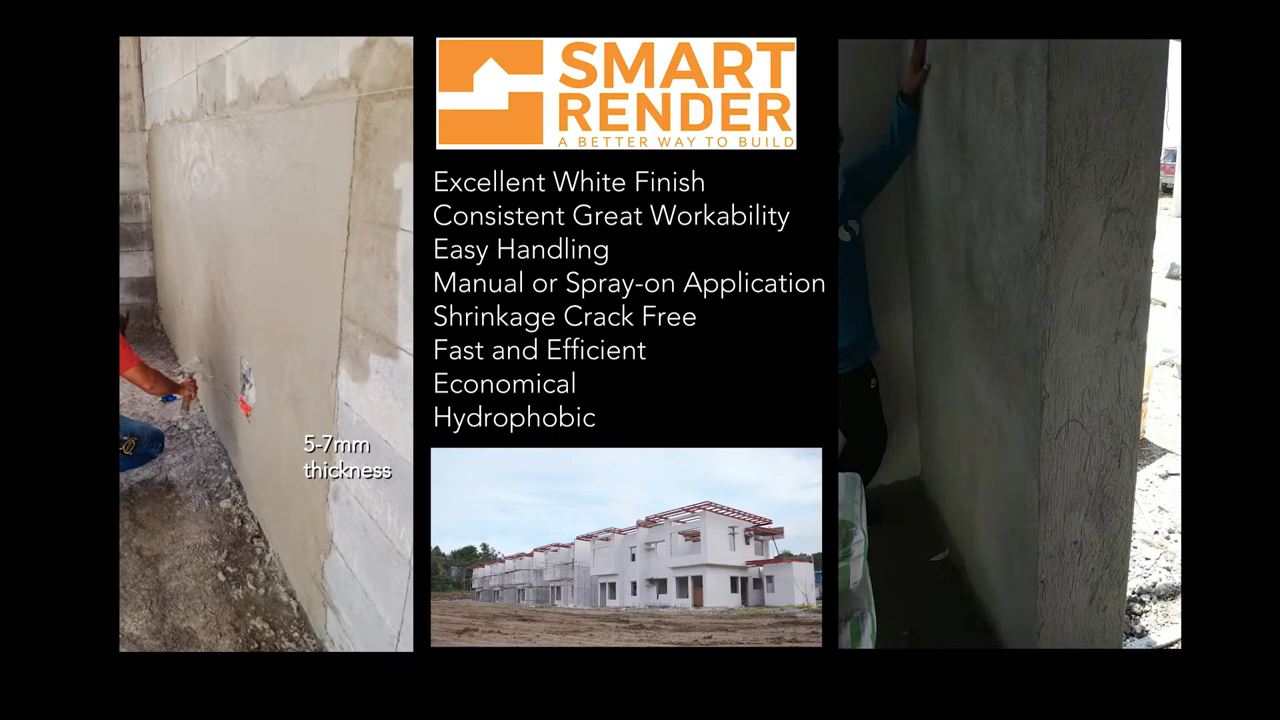 SMART
RENDER
A BETTER WAY TO BUILD
Excellent White Finish
Consistent Great Workability
Easy Handling
Manual or Spray-on Application
Shrinkage Crack Free
Fast and Efficient
Economical
Hydrophobic
5-7mm
thickness